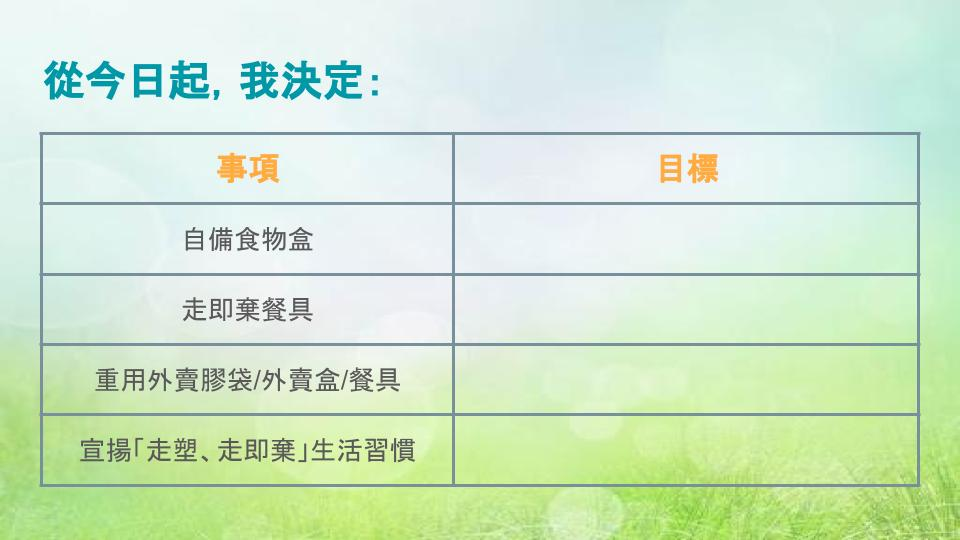 從今日起，我決定：
事項
目標
自備食物盒
走即棄餐具
重用外賣膠袋/外賣盒/餐具
宣揚「走塑、走即棄」生活習慣